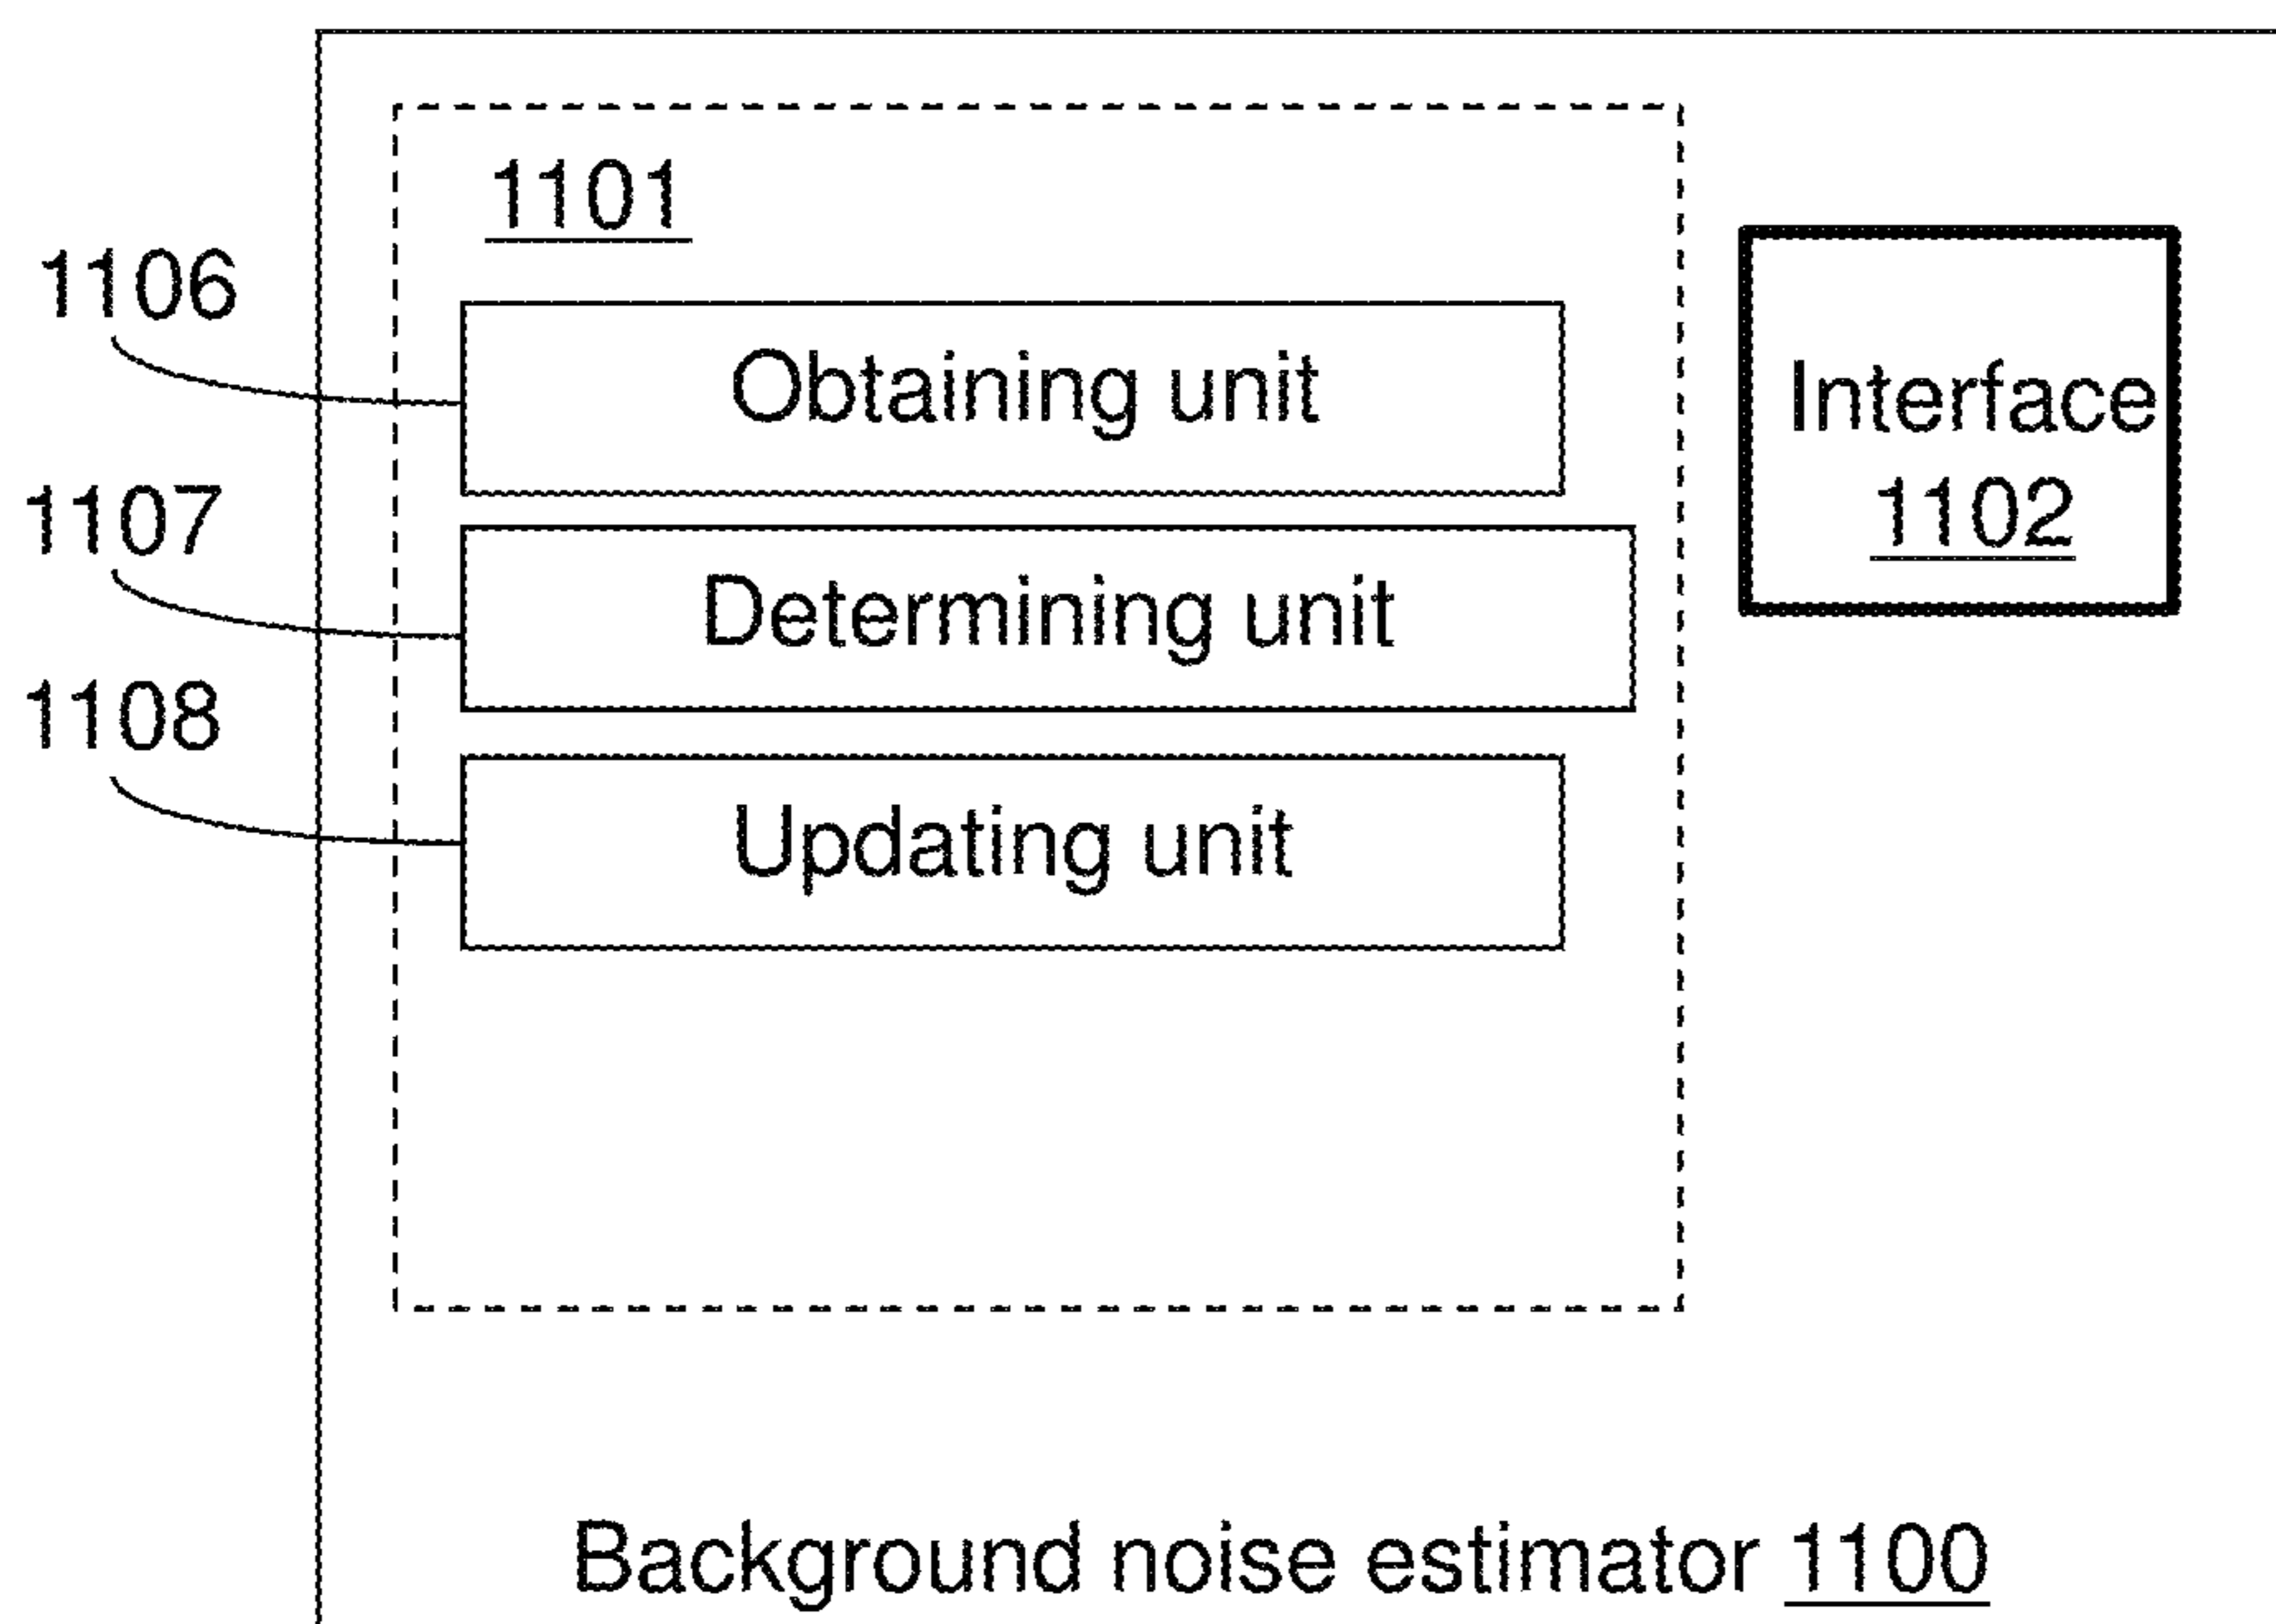 1101
1106
Obtaining unit
Interface
1102
1107
Determining unit
1108
Updating unit
Background noise estimator 1100